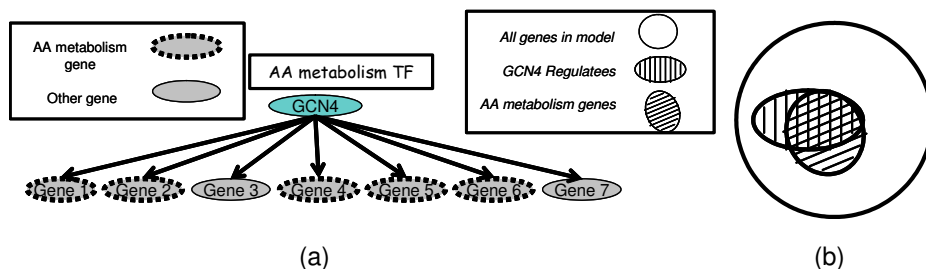 AA metabolism
gene
Other gene
AA metabolism TF
GCN4
Gene 1 Gene 2 Gene 3 Gene 4 Gene 5 Gene 6 Gene 7
(a)
All genes in model
GCN4 Regulatees
AA metabolism genes
(b)